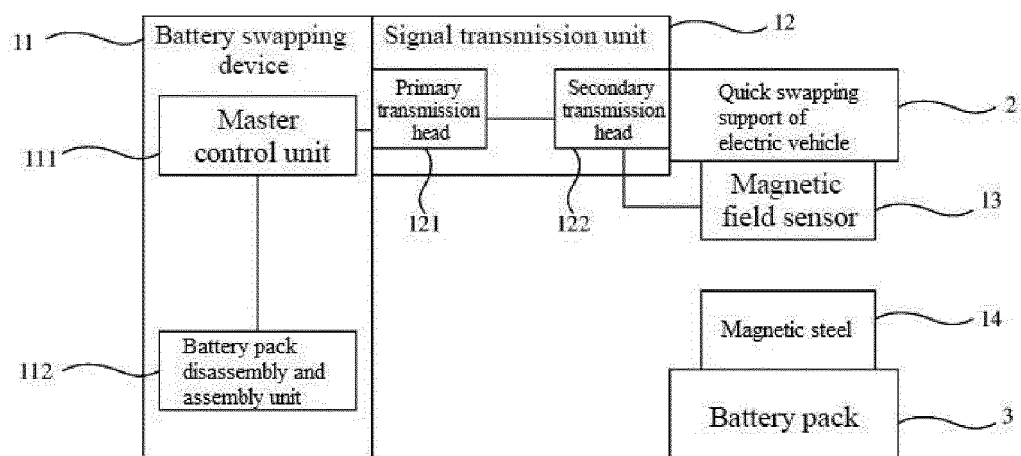 11
Battery swapping
device
Signal transmission unit
12
Primary
transmission
head
Secondary
transmission
head
Quick swapping
support of
electric vehicle
2
Master
control unit
111
121
122
Magnetic
field sensor
13
Magnetic steel
14
Battery pack
disassembly and
assembly unit
112
Battery pack
3